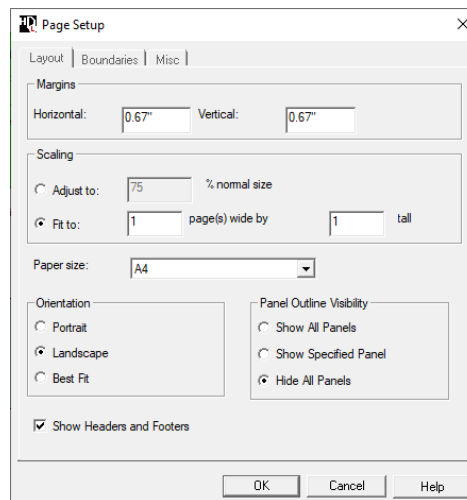 HDR Page Setup
Layout Boundaries Misc
Margins
Horizontal: 0.67" Vertical: 0.67"
Scaling
Adjust to: 75 % normal size
Fit to: 1 page(s) wide by 1 tall
Paper size: A4
Orientation
Portrait
Landscape
Best Fit
Panel Outline Visibility
Show All Panels
Show Specified Panel
Hide All Panels
Show Headers and Footers
OK Cancel Help